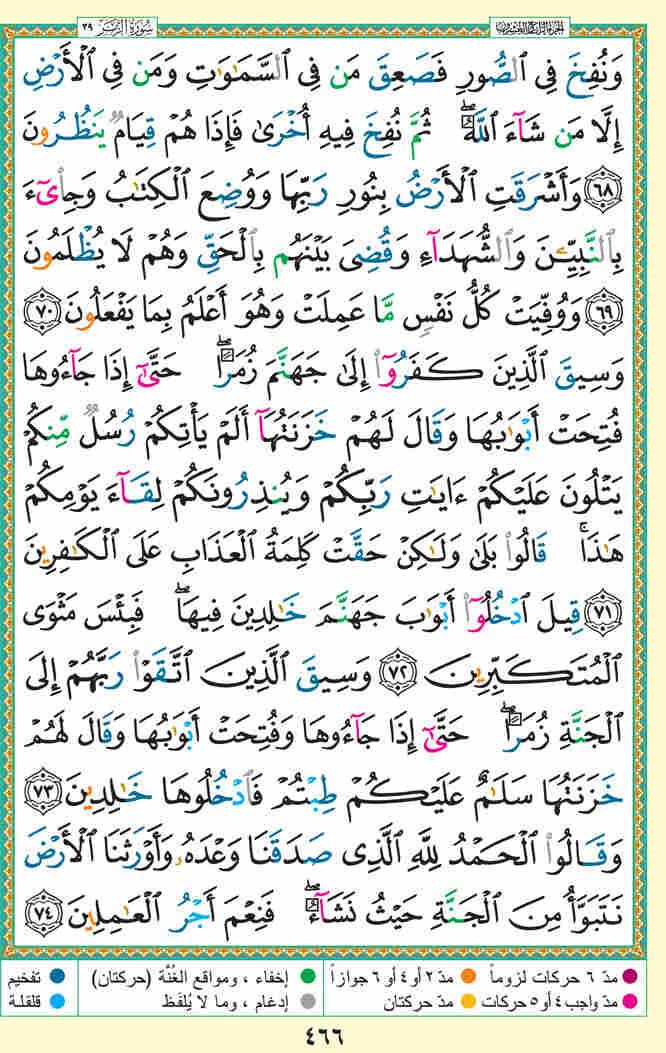 سُورَةُ الزُّمَرِ ٣٩
الجزء الرابع والعشرون
وَنُفِخَ فِى ٱلصُّورِ فَصَعِقَ مَن فِى ٱلسَّمَٰوَٰتِ وَمَن فِى ٱلْأَرْضِ
إِلَّا مَن شَآءَ ٱللَّهُ ۖ ثُمَّ نُفِخَ فِيهِ أُخْرَىٰ فَإِذَا هُمْ قِيَامٌ يَنظُرُونَ
﴿٦٨﴾ وَأَشْرَقَتِ ٱلْأَرْضُ بِنُورِ رَبِّهَا وَوُضِعَ ٱلْكِتَٰبُ وَجِا۟ىٓءَ
بِٱلنَّبِيِّـۧنَ وَٱلشُّهَدَآءِ وَقُضِىَ بَيْنَهُم بِٱلْحَقِّ وَهُمْ لَا يُظْلَمُونَ
﴿٦٩﴾ وَوُفِّيَتْ كُلُّ نَفْسٍ مَّا عَمِلَتْ وَهُوَ أَعْلَمُ بِمَا يَفْعَلُونَ ﴿٧٠﴾
وَسِيقَ ٱلَّذِينَ كَفَرُوٓا۟ إِلَىٰ جَهَنَّمَ زُمَرًا ۖ حَتَّىٰٓ إِذَا جَآءُوهَا
فُتِحَتْ أَبْوَٰبُهَا وَقَالَ لَهُمْ خَزَنَتُهَآ أَلَمْ يَأْتِكُمْ رُسُلٌ مِّنكُمْ
يَتْلُونَ عَلَيْكُمْ ءَايَٰتِ رَبِّكُمْ وَيُنذِرُونَكُمْ لِقَآءَ يَوْمِكُمْ
هَٰذَا ۚ قَالُوا۟ بَلَىٰ وَلَٰكِنْ حَقَّتْ كَلِمَةُ ٱلْعَذَابِ عَلَى ٱلْكَٰفِرِينَ
﴿٧١﴾ قِيلَ ٱدْخُلُوٓا۟ أَبْوَٰبَ جَهَنَّمَ خَٰلِدِينَ فِيهَا ۖ فَبِئْسَ مَثْوَى
ٱلْمُتَكَبِّرِينَ ﴿٧٢﴾ وَسِيقَ ٱلَّذِينَ ٱتَّقَوْا۟ رَبَّهُمْ إِلَى
ٱلْجَنَّةِ زُمَرًا ۖ حَتَّىٰٓ إِذَا جَآءُوهَا وَفُتِحَتْ أَبْوَٰبُهَا وَقَالَ لَهُمْ
خَزَنَتُهَا سَلَٰمٌ عَلَيْكُمْ طِبْتُمْ فَٱدْخُلُوهَا خَٰلِدِينَ ﴿٧٣﴾
وَقَالُوا۟ ٱلْحَمْدُ لِلَّهِ ٱلَّذِى صَدَقَنَا وَعْدَهُۥ وَأَوْرَثَنَا ٱلْأَرْضَ
نَتَبَوَّأُ مِنَ ٱلْجَنَّةِ حَيْثُ نَشَآءُ ۖ فَنِعْمَ أَجْرُ ٱلْعَٰمِلِينَ ﴿٧٤﴾
مدّ ٦ حركات لزوماً مدّ ٢ أو ٤ أو ٦ جوازاً إخفاء ، ومواقع الغُنَّة (حركتان) تفخيم
مدّ واجب ٤ أو ٥ حركات مدّ حركتان إدغام ، وما لا يُلفَظ قلقلة
٤٦٦